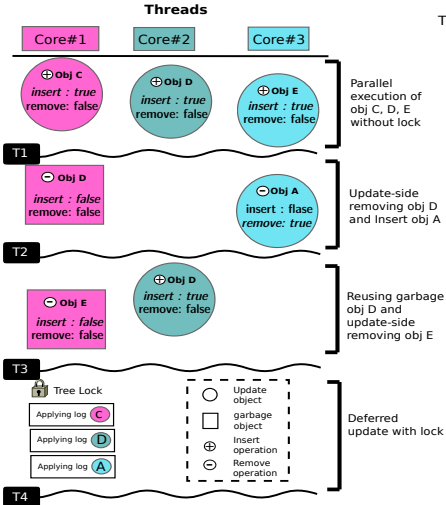 Threads
T
Core#1
Core#2
Core#3
⊕ Obj C
insert : true
remove: false
⊕ Obj D
insert : true
remove: false
⊕ Obj E
insert : true
remove: false
Parallel
execution of
obj C, D, E
without lock
T1
⊖ Obj D
insert : false
remove: false
⊖ Obj A
insert : flase
remove: true
Update-side
removing obj D
and Insert obj A
T2
⊖ Obj E
insert : false
remove: false
⊕ Obj D
insert : true
remove: false
Reusing garbage
obj D and
update-side
removing obj E
T3
Tree Lock
Applying log C
Applying log D
Applying log A
Update
object
garbage
object
⊕ Insert
operation
⊖ Remove
operation
Deferred
update with lock
T4